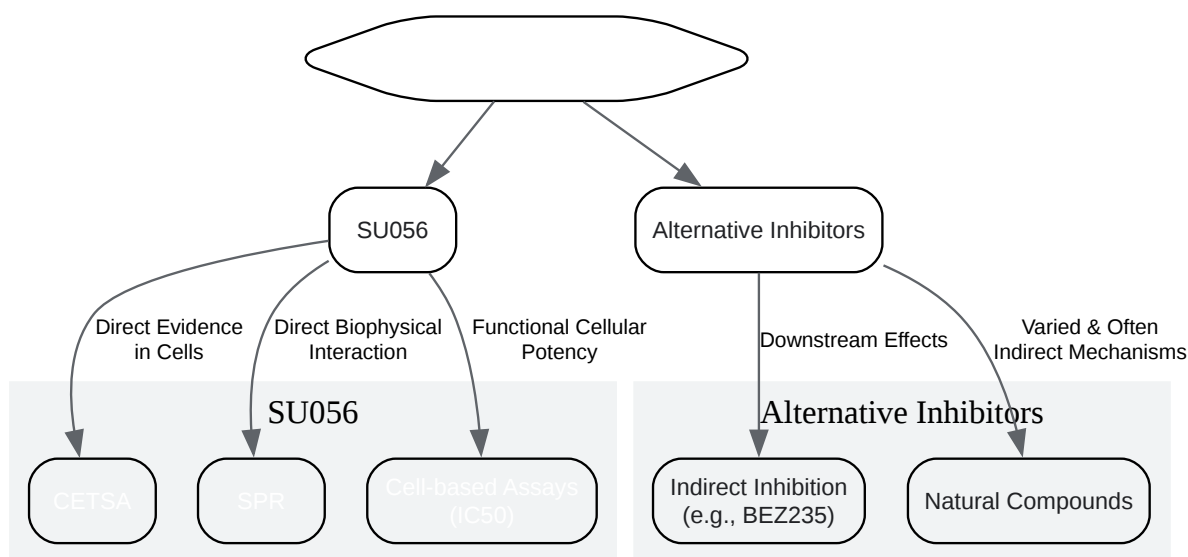 SU056
Alternative Inhibitors
Direct Evidence
in Cells
Direct Biophysical
Interaction
Functional Cellular
Potency
Downstream Effects
Varied & Often
Indirect Mechanisms
SU056
Alternative Inhibitors
CETSA
SPR
Cell-based Assays
(IC50)
Indirect Inhibition
(e.g., BEZ235)
Natural Compounds